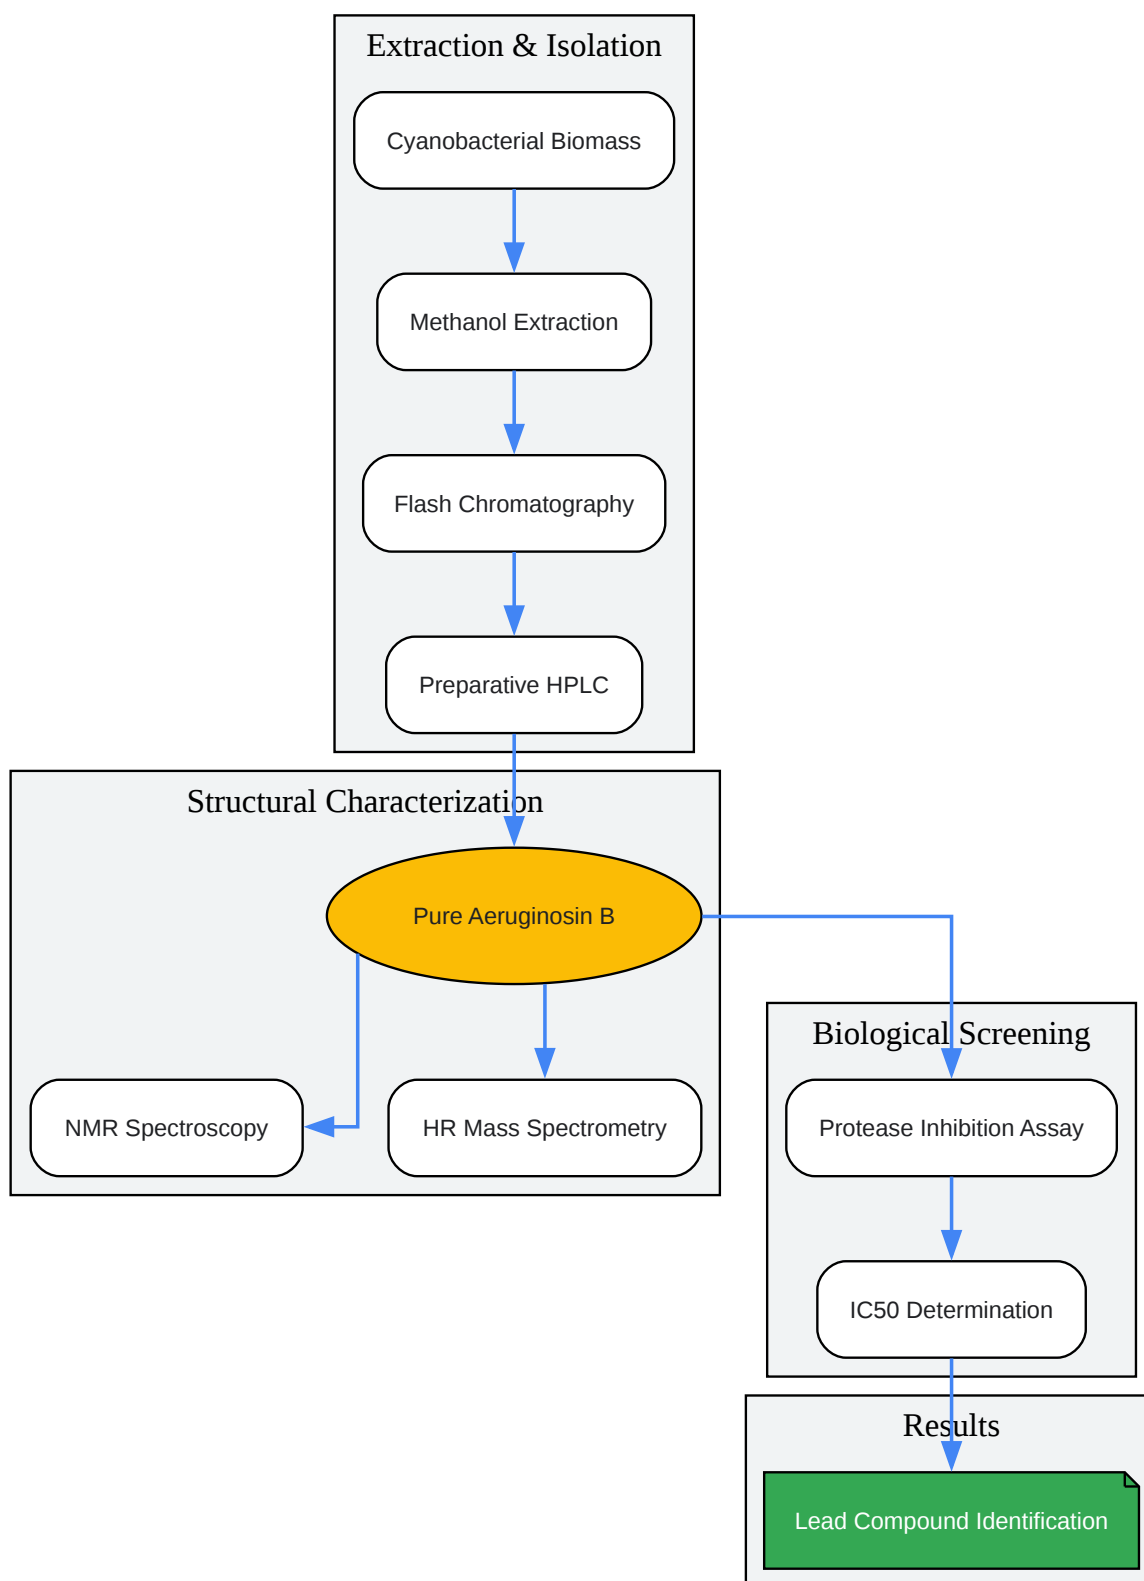 Extraction & Isolation
Cyanobacterial Biomass
Methanol Extraction
Flash Chromatography
Preparative HPLC
Structural Characterization
Pure Aeruginosin B
NMR Spectroscopy
HR Mass Spectrometry
Biological Screening
Protease Inhibition Assay
IC50 Determination
Results
Lead Compound Identification